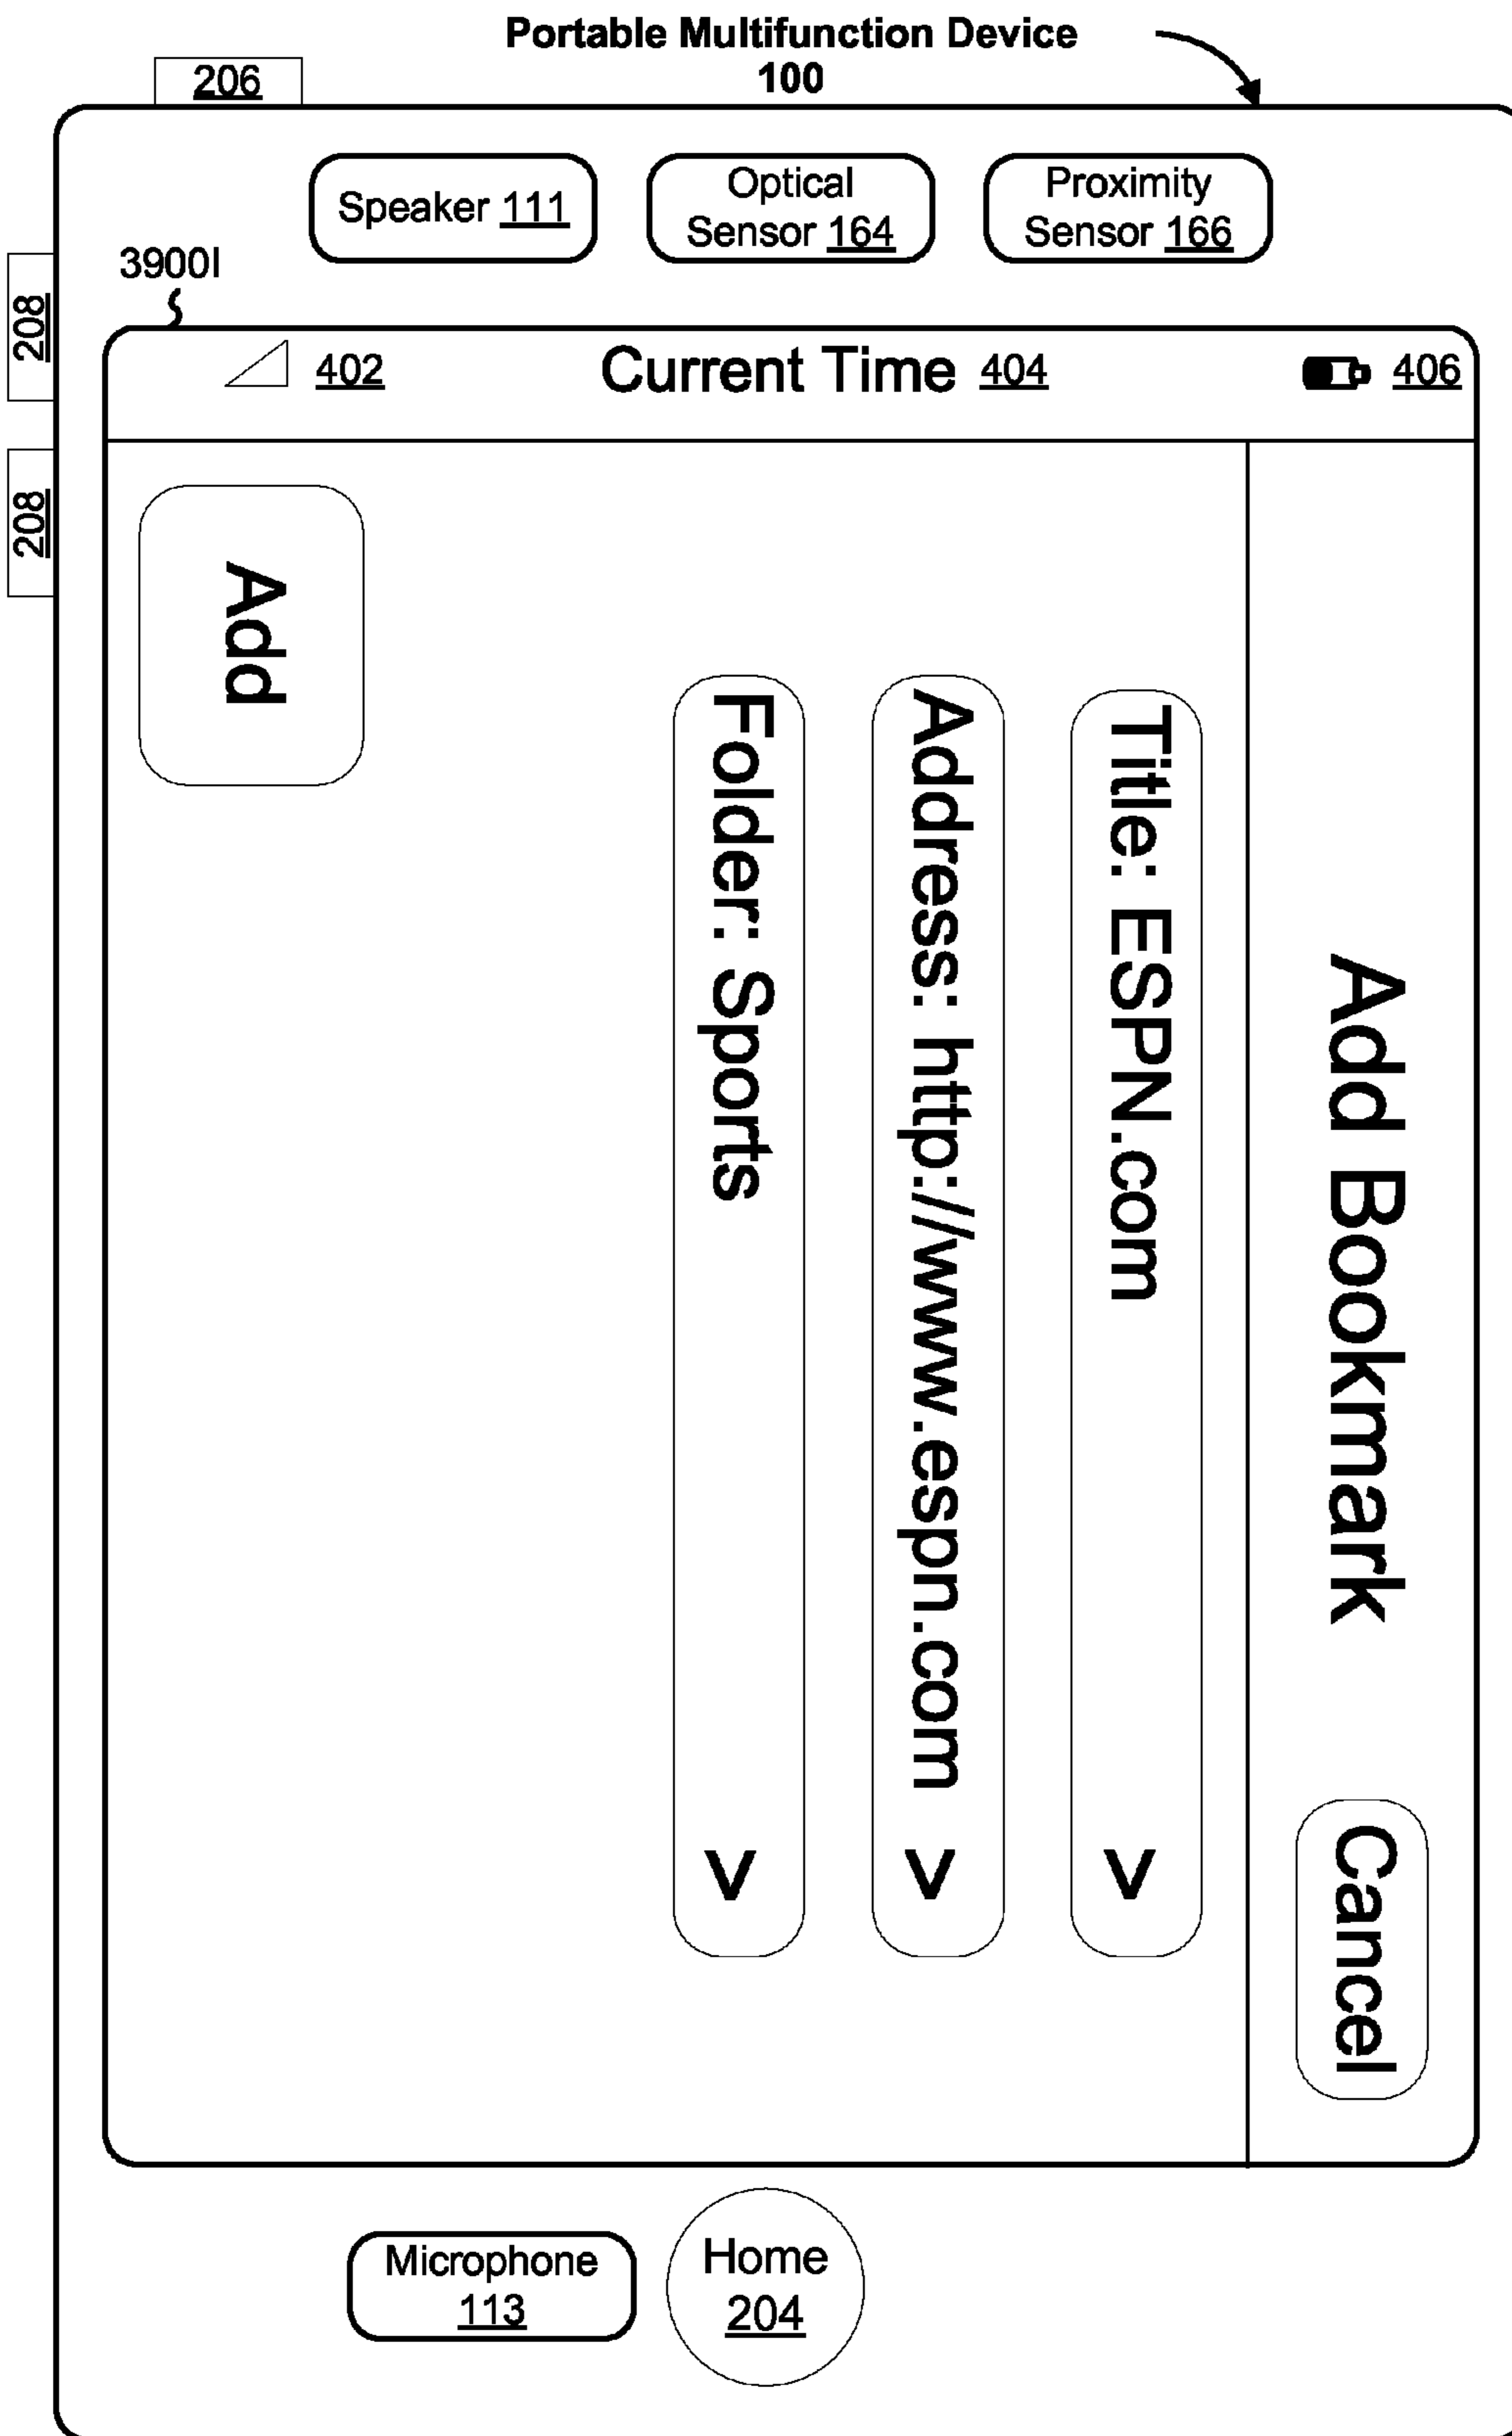 Portable Multifunction Device
100
206
Speaker 111
Optical
Sensor 164
Proximity
Sensor 166
3900I
208
208
402
Current Time 404
406
Add Bookmark
Cancel
Title: ESPN.com
>
Address: http://www.espn.com
>
Folder: Sports
>
Add
Microphone
113
Home
204